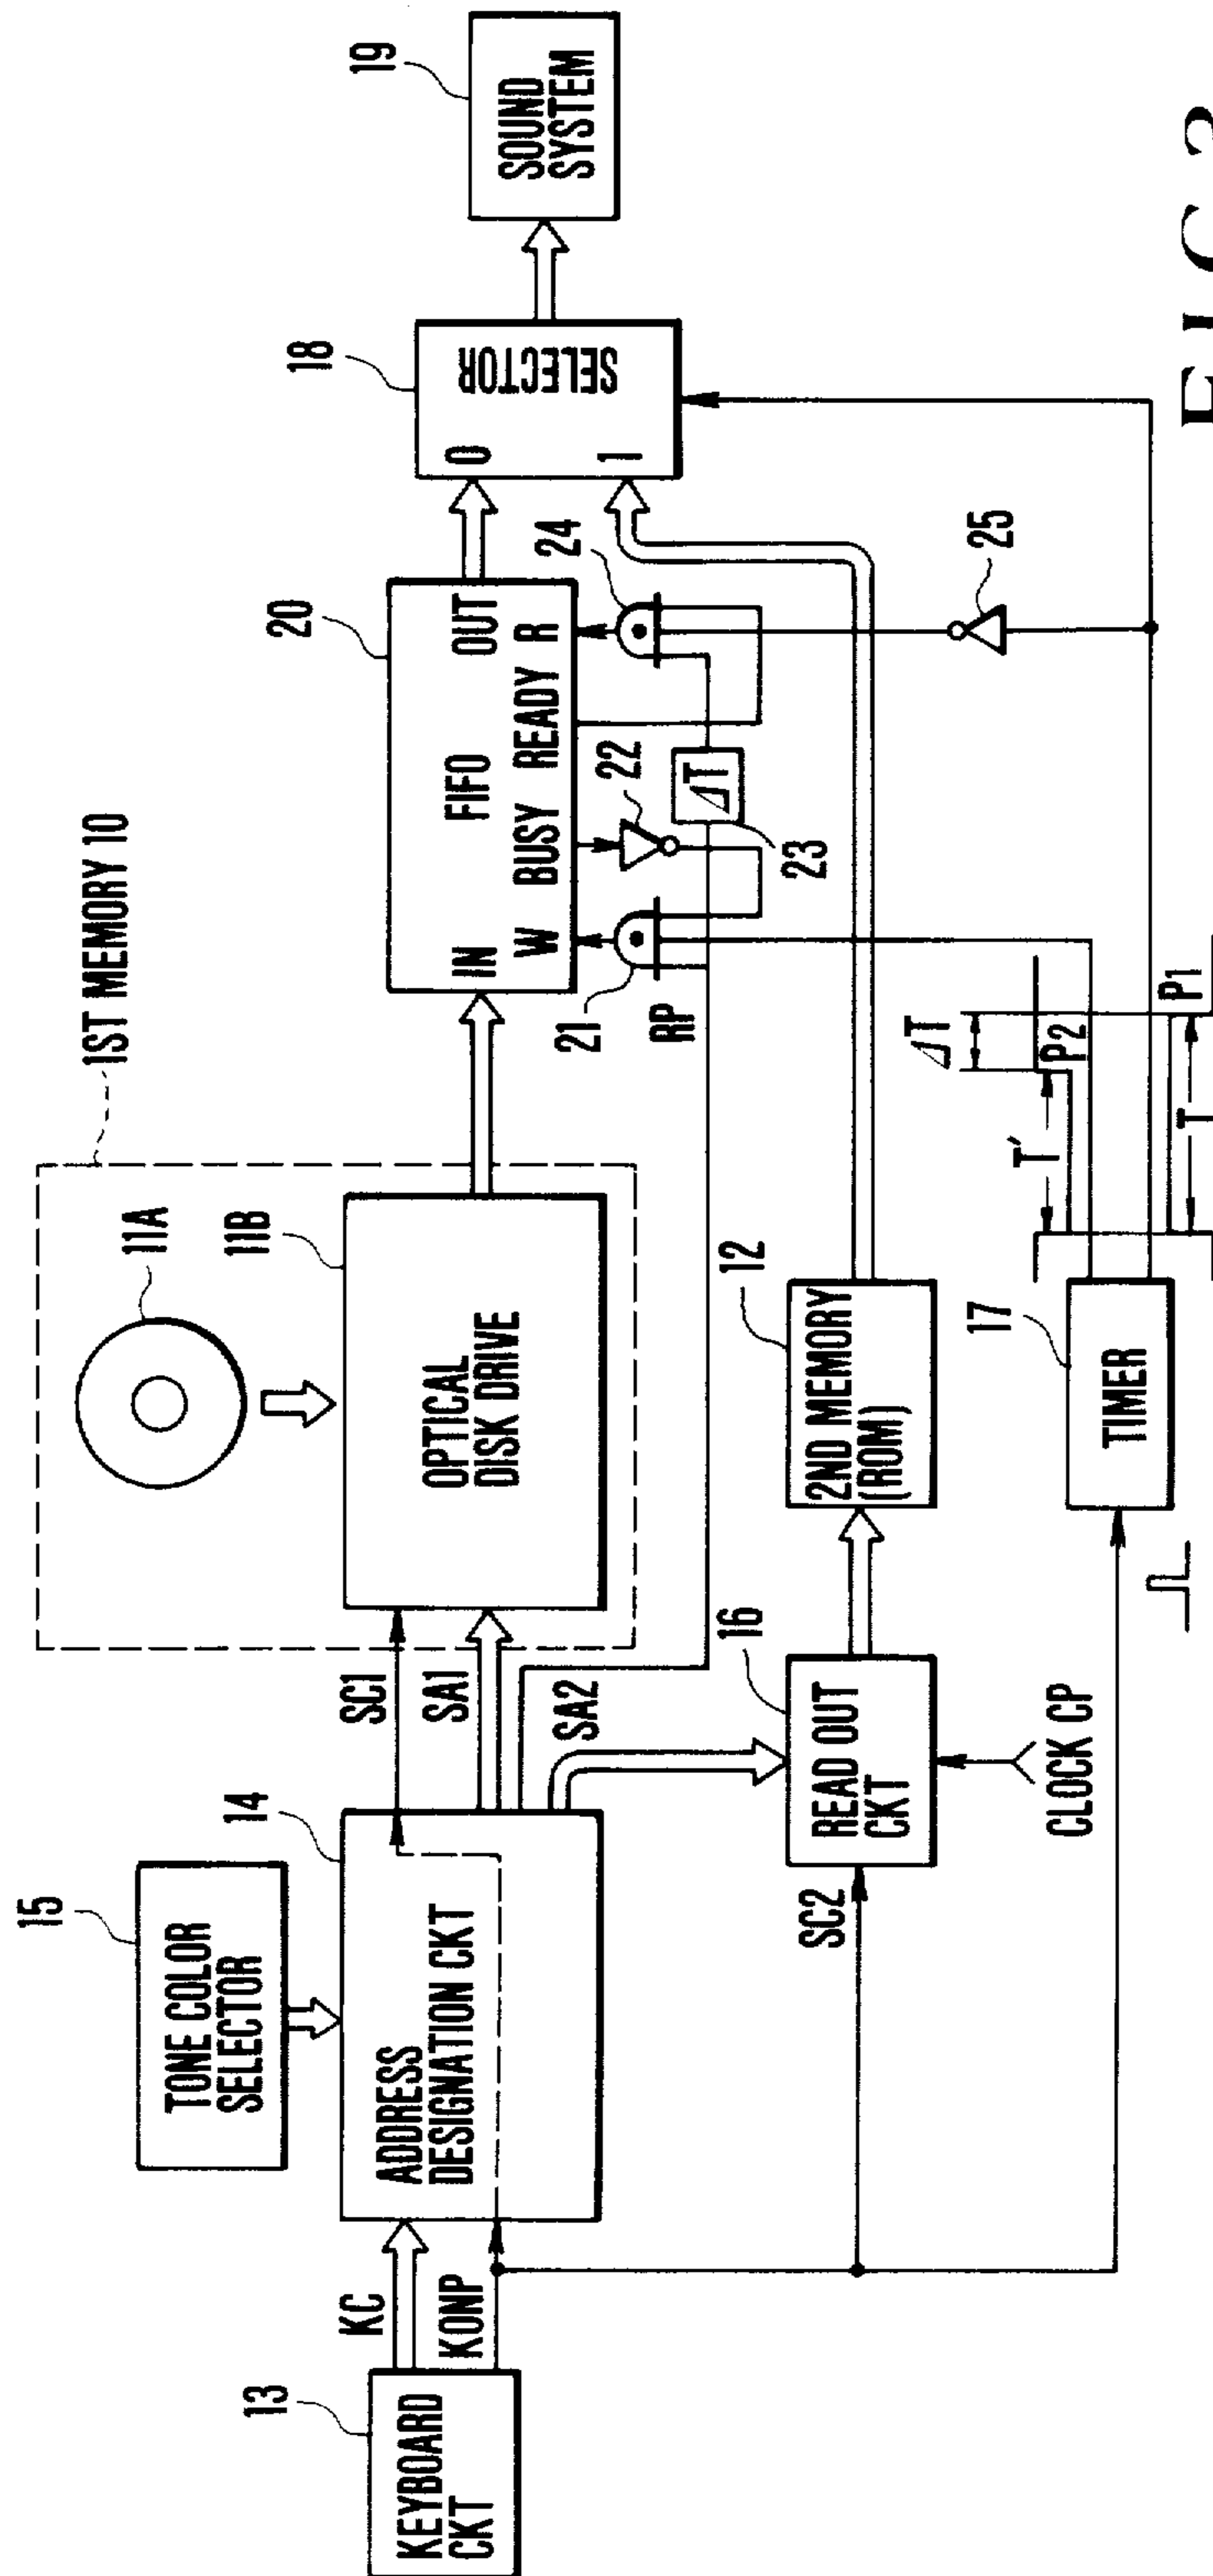 13
KEYBOARD
CKT
KC
KONP
15
TONE COLOR
SELECTOR
14
ADDRESS
DESIGNATION CKT
SC1
SA1
SA2
1ST MEMORY 10
11A
11B
OPTICAL
DISK DRIVE
SC2
16
READ OUT
CKT
CLOCK CP
12
2ND MEMORY
(ROM)
17
TIMER
T'
ΔT
P2
T
P1
RP
20
IN
FIFO
OUT
W
BUSY
READY
R
21
22
23
ΔT
24
25
18
0
SELECTOR
1
19
SOUND
SYSTEM